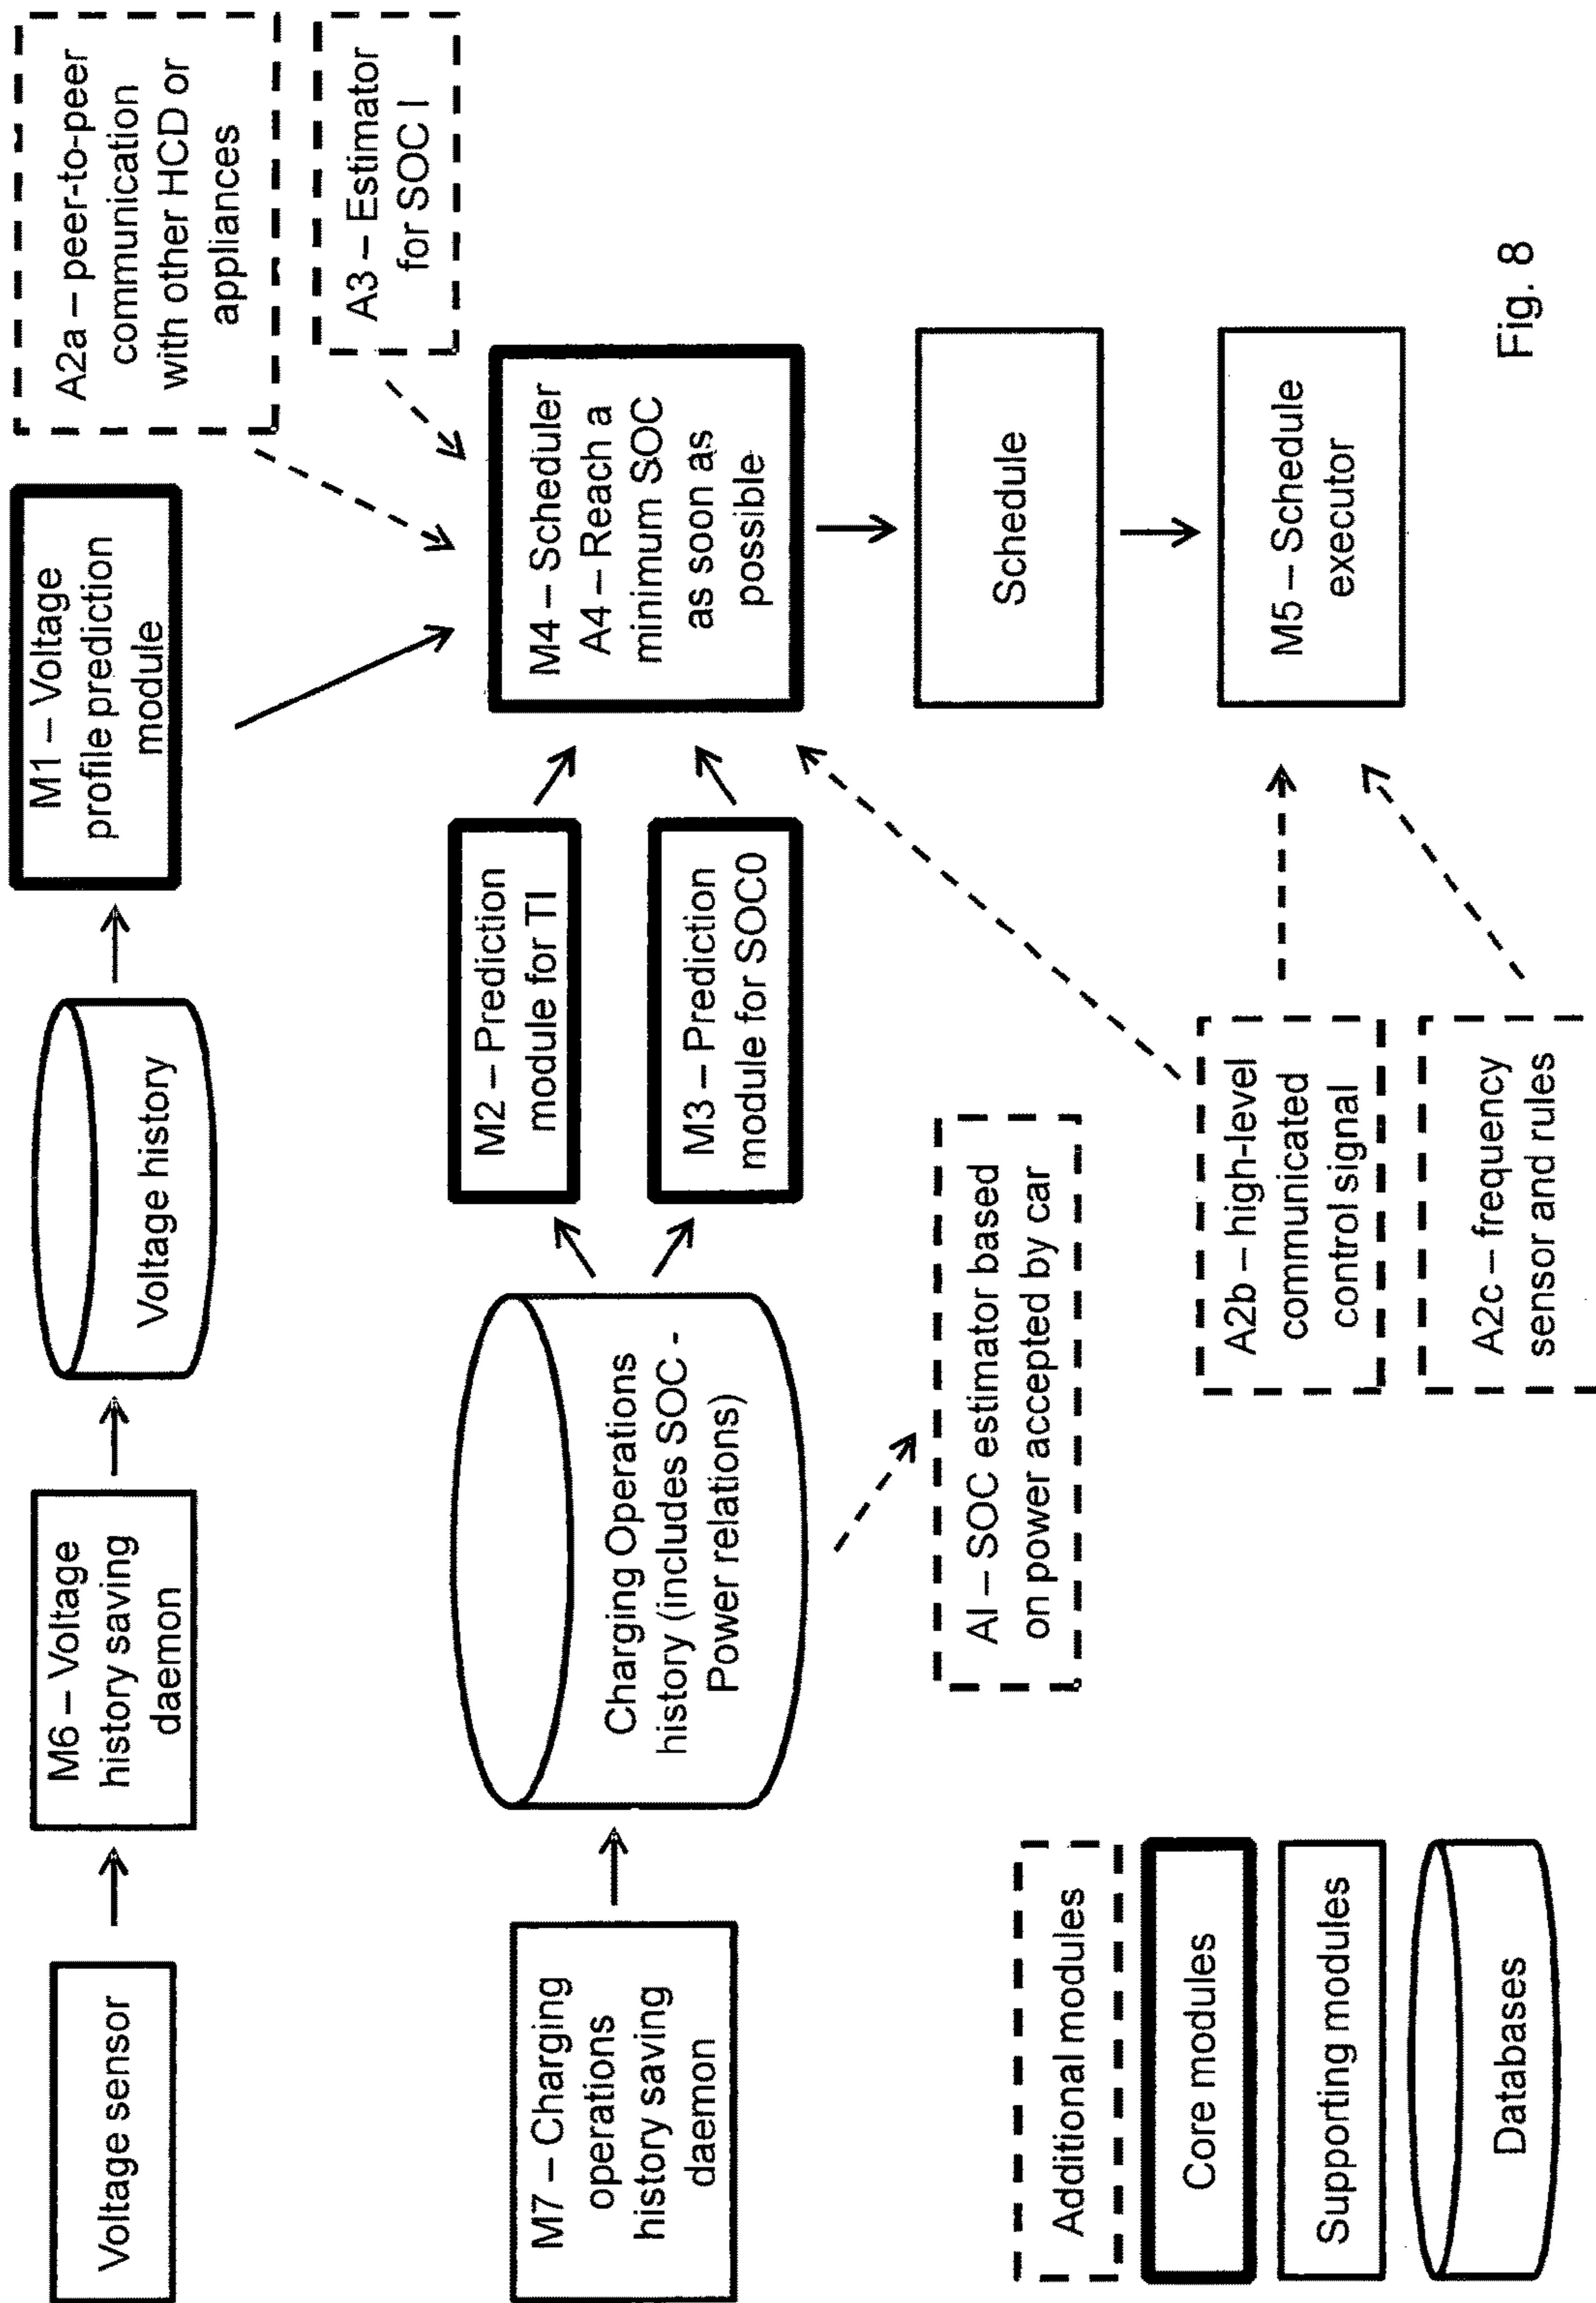 Voltage sensor
M6 – Voltage
history saving
daemon
Voltage history
M1 – Voltage
profile prediction
module
A2a – peer-to-peer
communication
with other HCD or
appliances
A3 – Estimator
for SOC I
M7 – Charging
operations
history saving
daemon
Charging Operations
history (includes SOC -
Power relations)
M2 – Prediction
module for TI
M3 – Prediction
module for SOC0
M4 – Scheduler
A4 – Reach a
minimum SOC
as soon as
possible
Schedule
M5 – Schedule
executor
AI – SOC estimator based
on power accepted by car
A2b – high-level
communicated
control signal
A2c – frequency
sensor and rules
Additional modules
Core modules
Supporting modules
Databases
Fig. 8